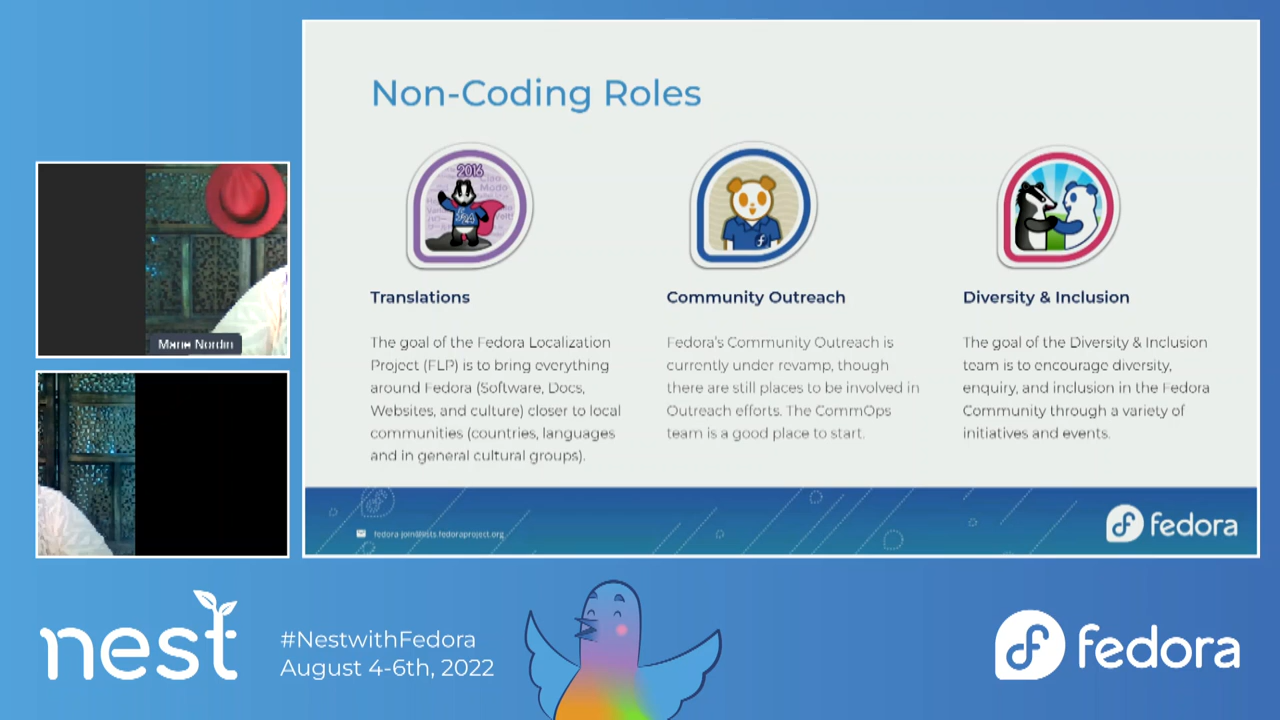 Non-Coding Roles
2016
Translations
The goal of the Fedora Localization
Project (FLP) is to bring everything
around Fedora (Software, Docs,
Websites, and culture) closer to local
communities (countries, languages
and in general cultural groups).
Community Outreach
Fedora's Community Outreach is
currently under revamp, though
there are still places to be involved in
Outreach efforts. The CommOps
team is a good place to start.
Diversity & Inclusion
The goal of the Diversity & Inclusion
team is to encourage diversity,
enquiry, and inclusion in the Fedora
Community through a variety of
initiatives and events.
Marie Nordin
fedora-join@lists.fedoraproject.org
fedora
nest
#NestwithFedora
August 4-6th, 2022
fedora